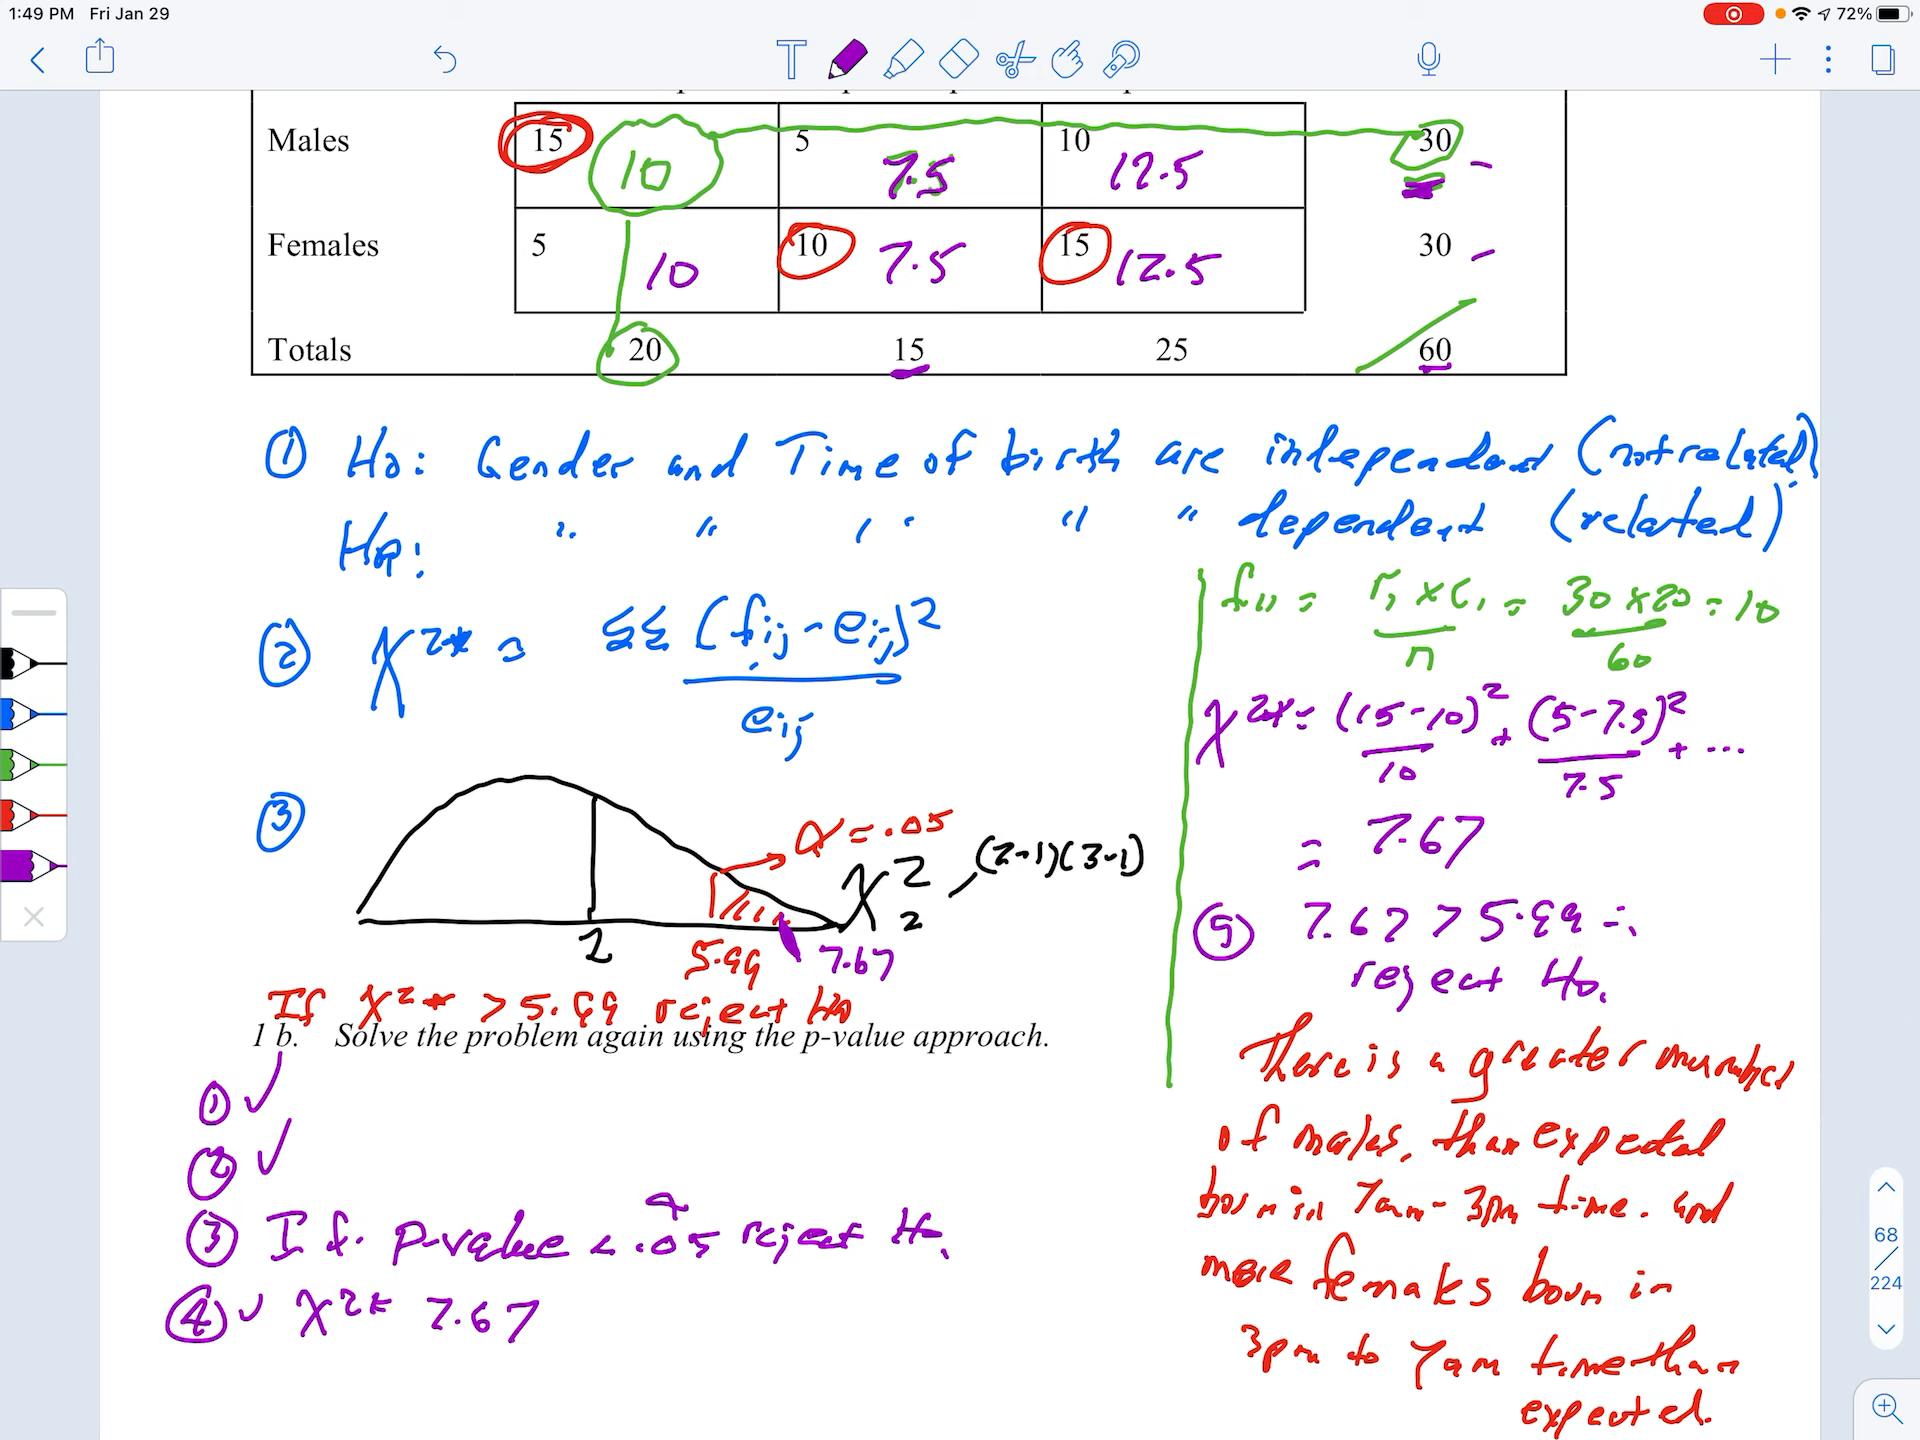 1:49 PM Fri Jan 29
72%
T
Males 15 10 5 7.5 10 12.5 30
Females 5 10 10 7.5 15 12.5 30
Totals 20 15 25 60
① Ho: Gender and Time of birth are independent (not related)
Ha: " " " " " dependent (related)
f11 = r1 x c1 / n = 30 x 20 / 60 = 10
② X²* = ΣΣ (fij - eij)² / eij
X²* = (15-10)² / 10 + (5-7.5)² / 7.5 + ...
= 7.67
③ α = .05
X² 2 (2-1)(3-1)
2 5.99 7.67
If X²* > 5.99 reject Ho
⑤ 7.67 > 5.99 ∴
reject Ho.
1 b. Solve the problem again using the p-value approach.
① ✓
② ✓
③ If p-value < .05 reject Ho.
α
④ ✓ X²* 7.67
There is a greater number
of males, than expected
born in 7am - 3pm time. and
more females born in
3pm to 7am time than
expected.
68
224